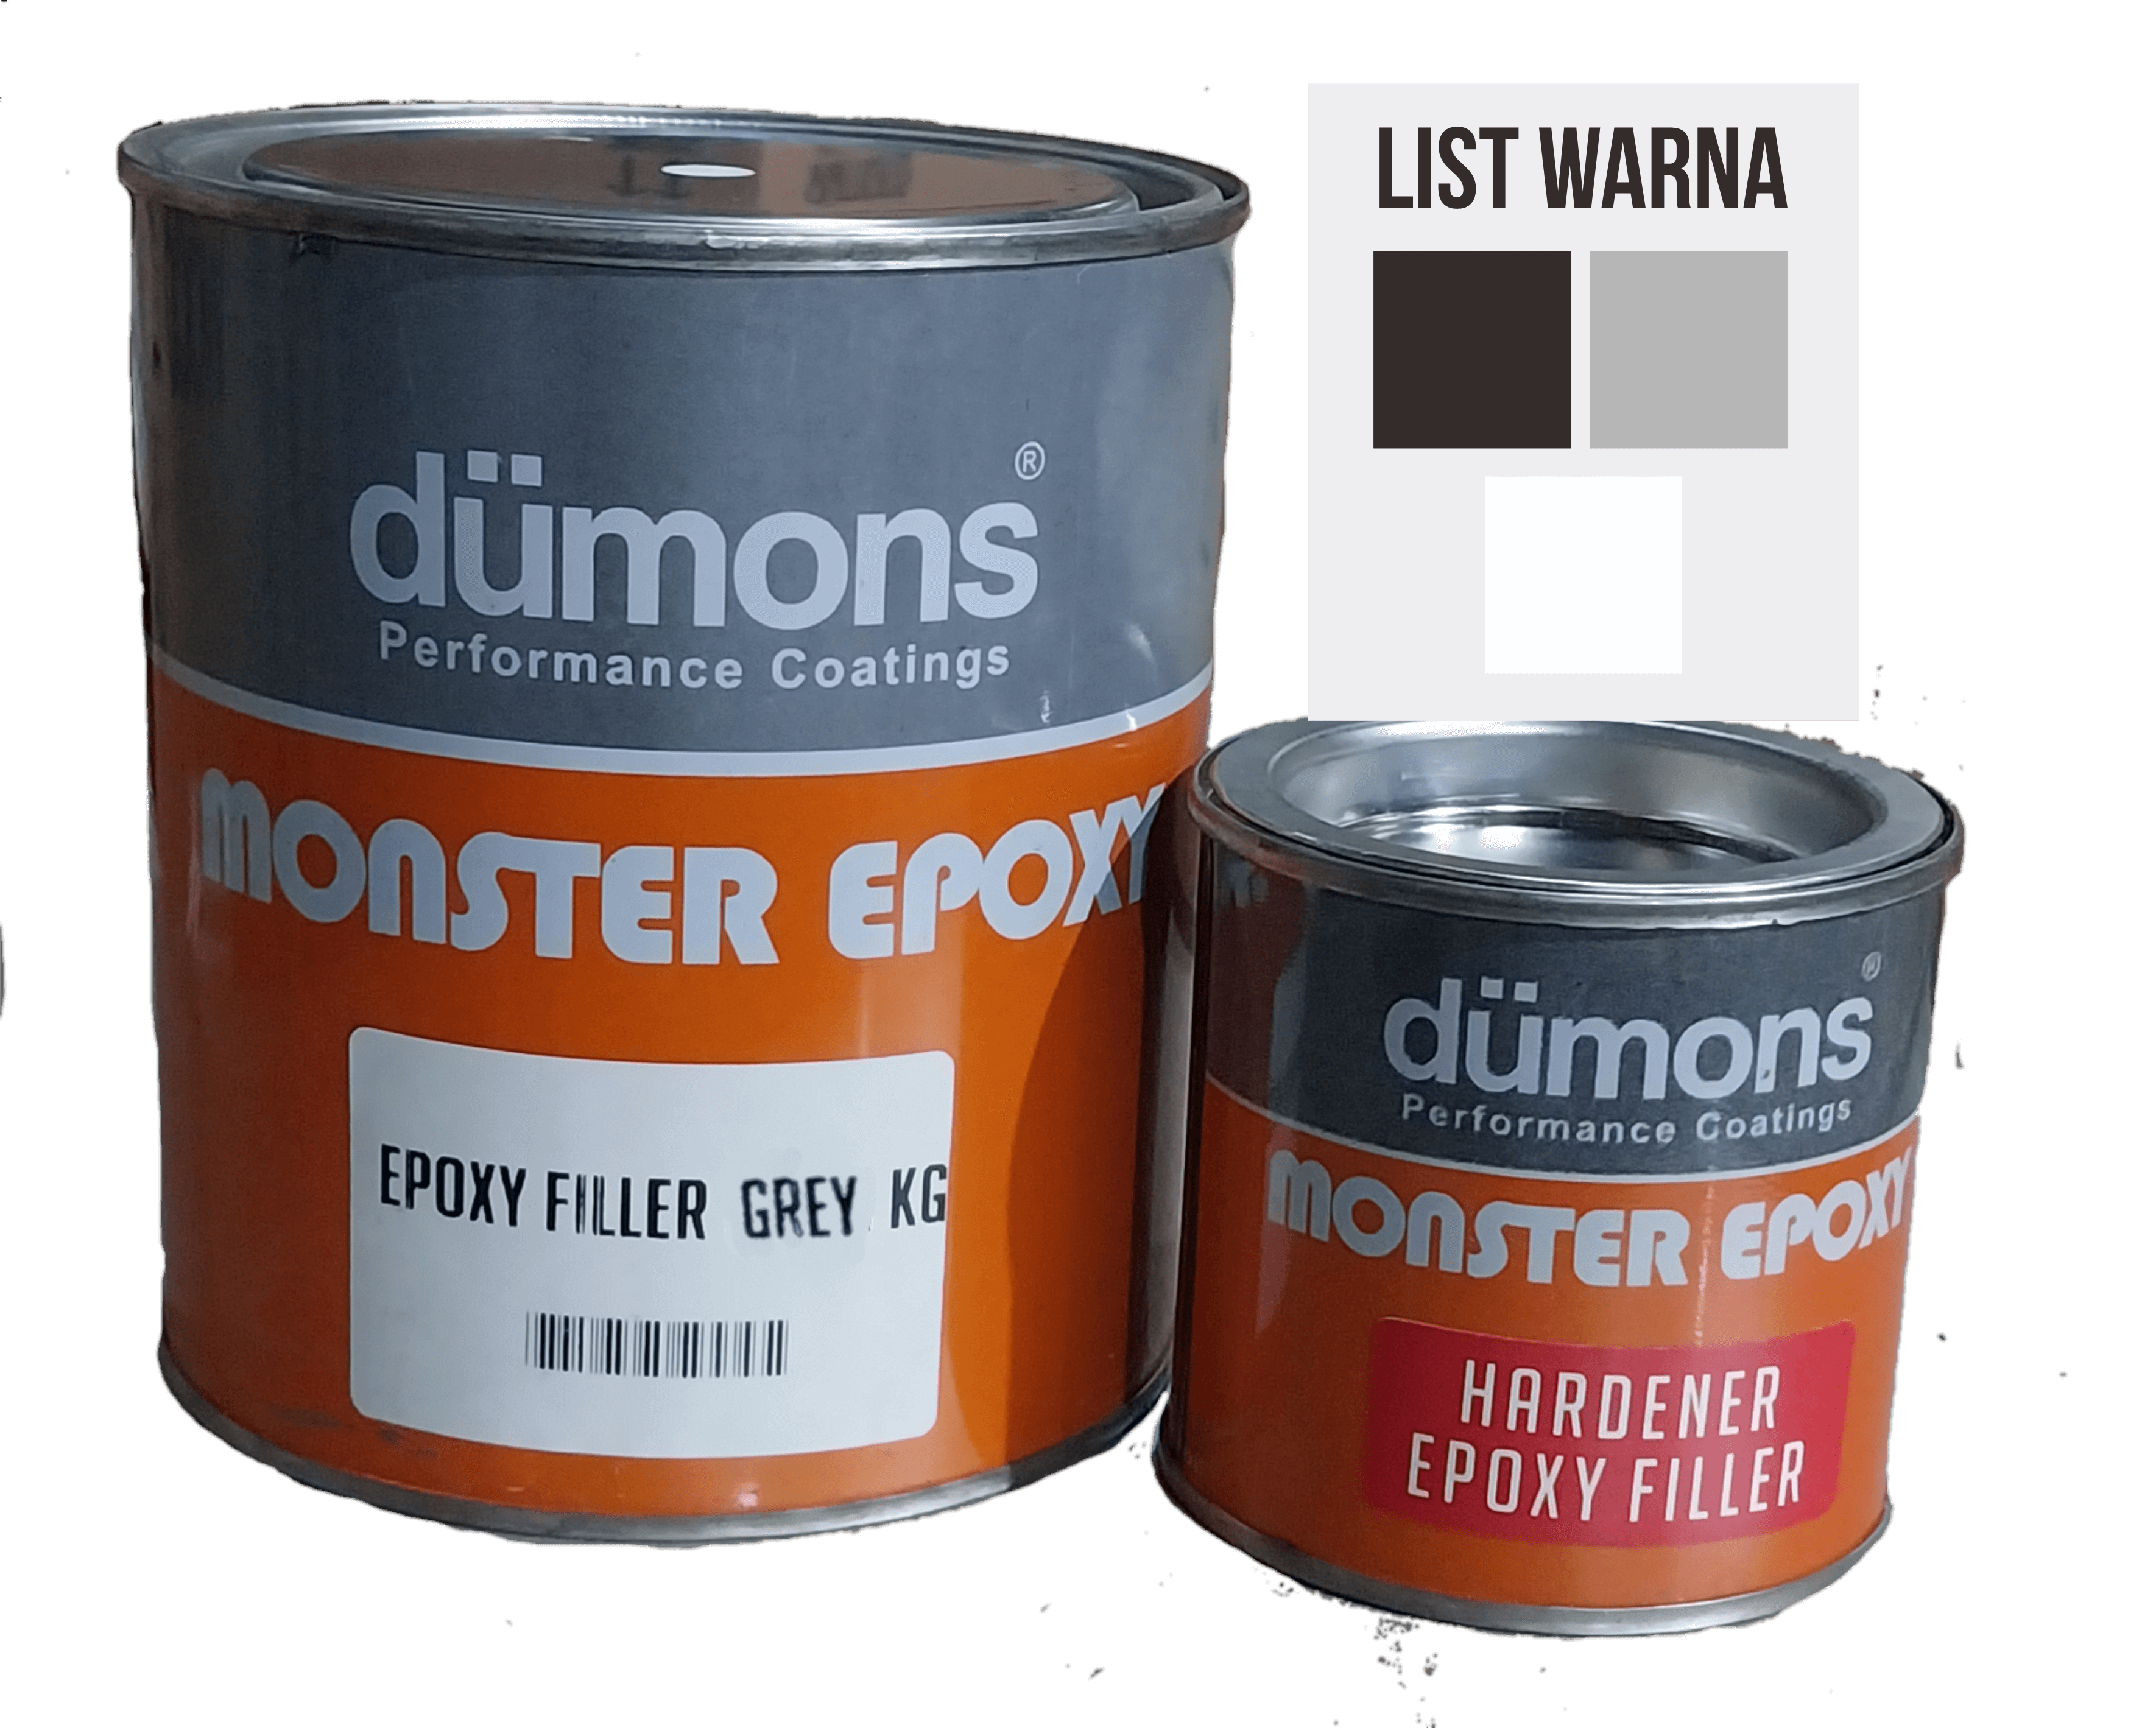 LIST WARNA
dümons®
Performance Coatings
MONSTER EPOXY
EPOXY FILLER GREY KG
dümons®
Performance Coatings
MONSTER EPOXY
HARDENER
EPOXY FILLER